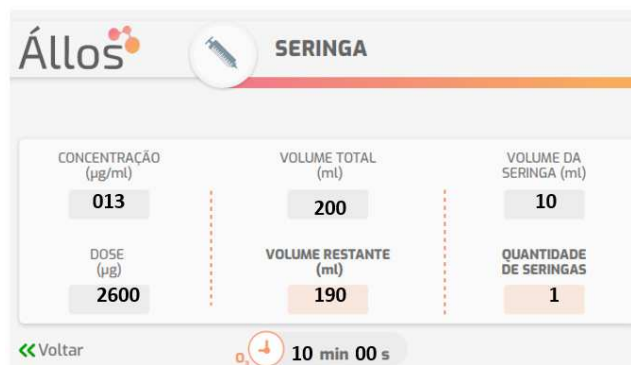 Állos
SERINGA
CONCENTRAÇÃO
(µg/ml)
013
VOLUME TOTAL
(ml)
200
VOLUME DA
SERINGA (ml)
10
DOSE
(µg)
2600
VOLUME RESTANTE
(ml)
190
QUANTIDADE
DE SERINGAS
1
Voltar
O₃ 10 min 00 s